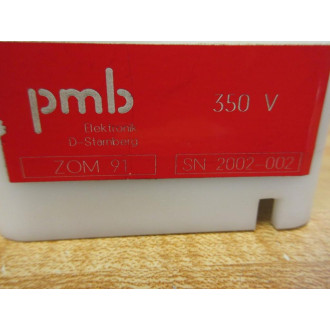 pmb
350 V
Elektronik
D-Starnberg
ZOM 91
SN 2002-002